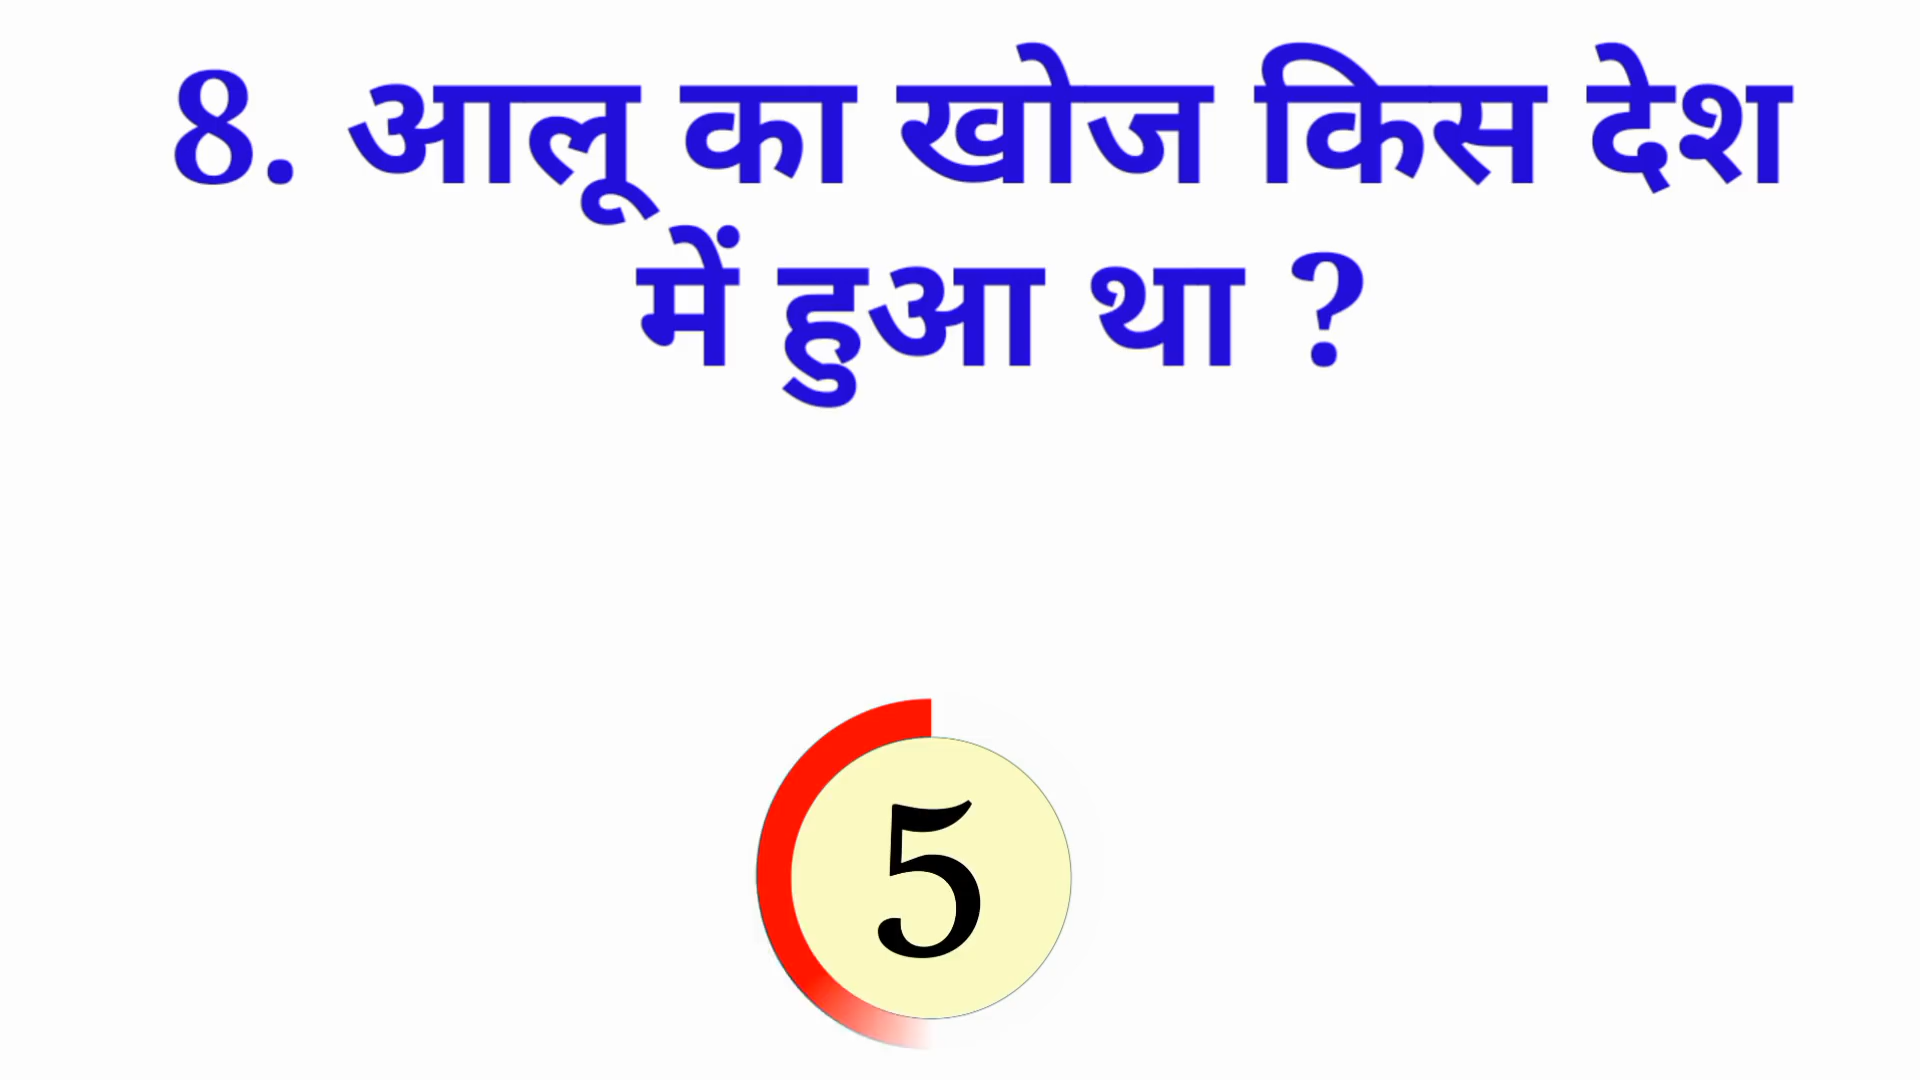 8. आलू का खोज किस देश
में हुआ था ?
5